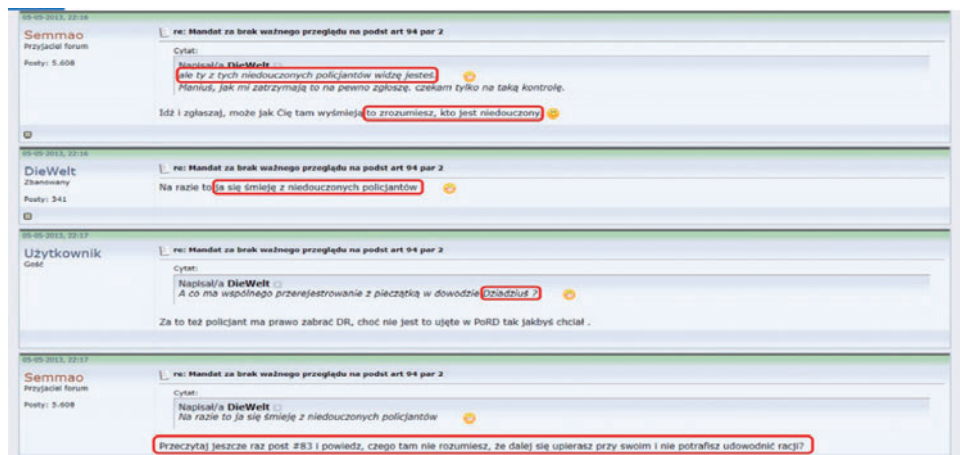 05-05-2013, 22:16
Semmao
Przyjaciel forum
Posty: 5.608
re: Mandat za brak ważnego przeglądu na podst art 94 par 2
Cytat:
Napisał/a DieWelt
ale ty z tych niedouczonych policjantów widzę jesteś.
Maniuś, jak mi zatrzymają to na pewno zgłoszę. czekam tylko na taką kontrolę.
Idź i zgłaszaj, może jak Cię tam wyśmieją to zrozumiesz, kto jest niedouczony
05-05-2013, 22:16
DieWelt
Zbanowany
Posty: 341
re: Mandat za brak ważnego przeglądu na podst art 94 par 2
Na razie to ja się śmieję z niedouczonych policjantów
05-05-2013, 22:17
Użytkownik
Gość
re: Mandat za brak ważnego przeglądu na podst art 94 par 2
Cytat:
Napisał/a DieWelt
A co ma wspólnego przerejestrowanie z pieczątką w dowodzie Dziadziuś ?
Za to też policjant ma prawo zabrać DR, choć nie jest to ujęte w PoRD tak jakbyś chciał .
05-05-2013, 22:17
Semmao
Przyjaciel forum
Posty: 5.608
re: Mandat za brak ważnego przeglądu na podst art 94 par 2
Cytat:
Napisał/a DieWelt
Na razie to ja się śmieję z niedouczonych policjantów
Przeczytaj jeszcze raz post #83 i powiedz, czego tam nie rozumiesz, że dalej się upierasz przy swoim i nie potrafisz udowodnić racji?